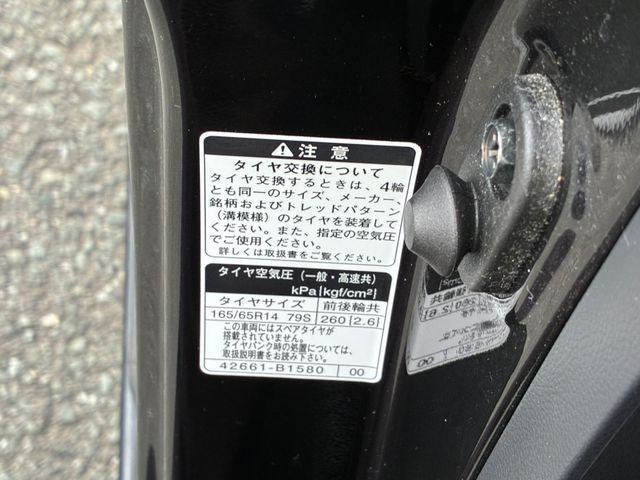 ⚠注意
タイヤ交換について
タイヤ交換するときは、4輪
とも同一のサイズ、メーカー、
銘柄およびトレッドパターン
(溝模様)のタイヤを装着して
ください。また、指定の空気圧
でご使用ください。
詳しくは取扱書をご覧ください。
タイヤ空気圧(一般・高速共)
kPa[kgf/cm²]
タイヤサイズ 前後輪共
165/65R14 79S 260[2.6]
この車両にはスペアタイヤが
搭載されていません。
タイヤパンク時の処置については、
取扱説明書をお読み下さい。
42661-B1580 00